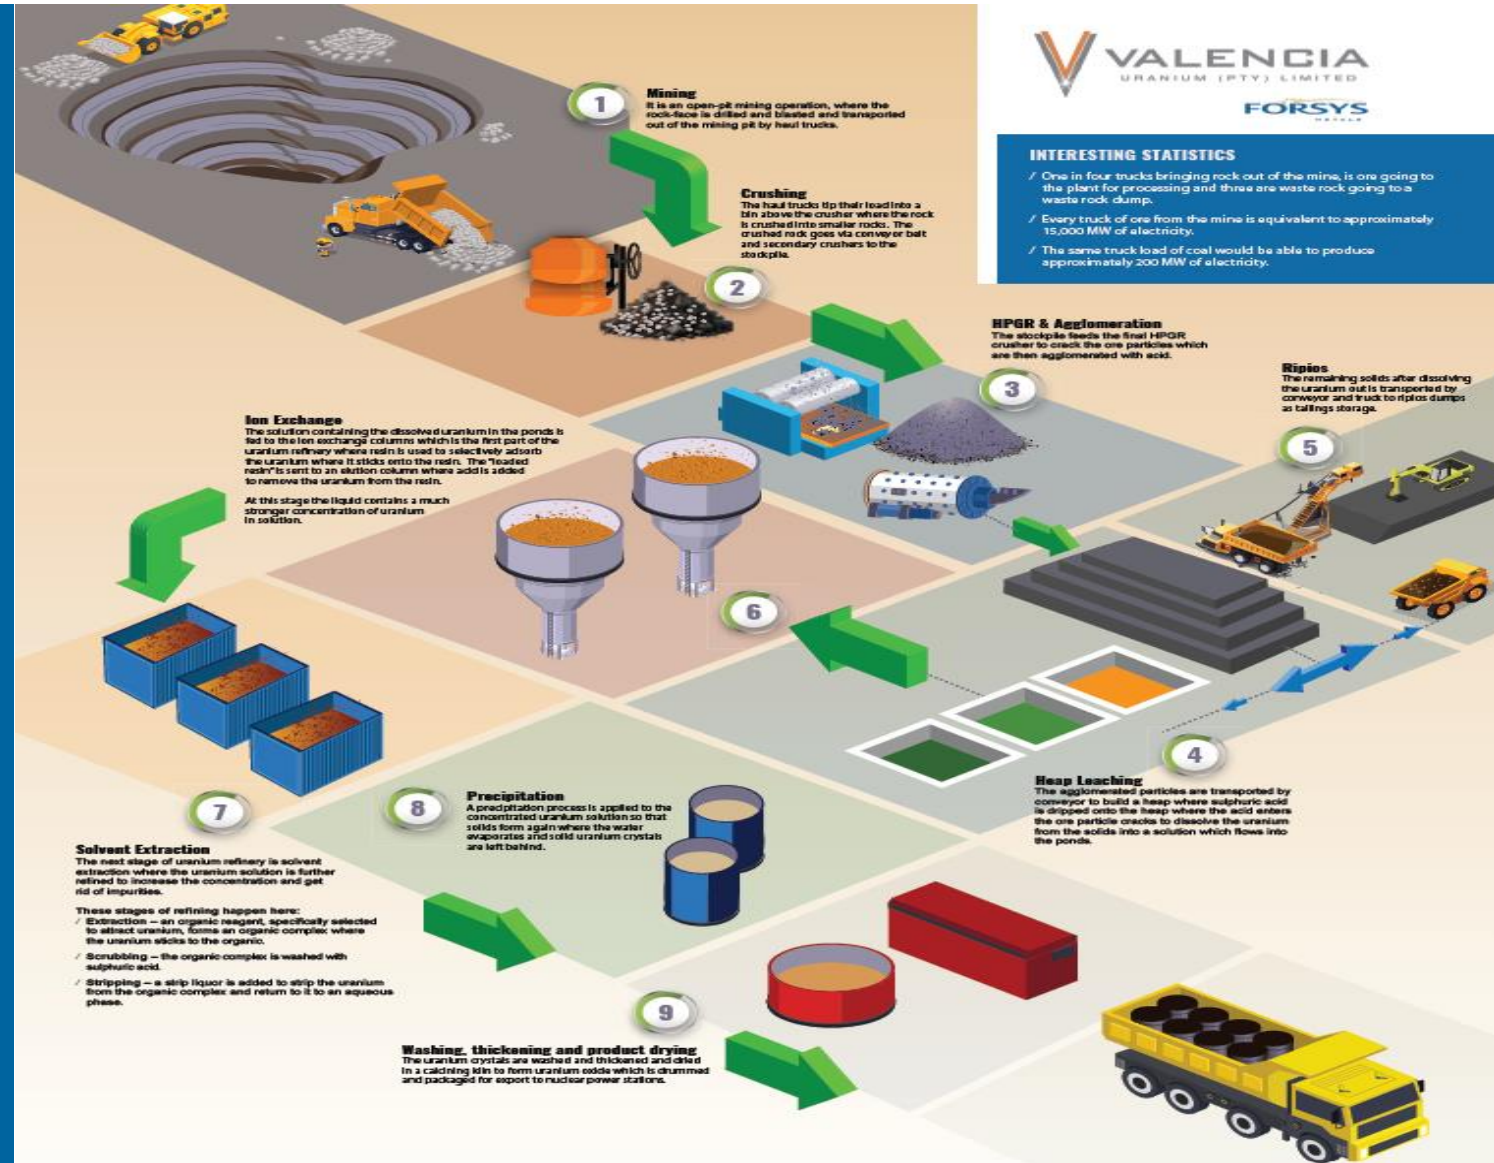 VALENCIA
URANIUM (PTY) LIMITED
FORSYS
METALS
INTERESTING STATISTICS
/ One in four trucks bringing rock out of the mine, is ore going to
the plant for processing and three are waste rock going to a
waste rock dump.
/ Every truck of ore from the mine is equivalent to approximately
15,000 MW of electricity.
/ The same truck load of coal would be able to produce
approximately 200 MW of electricity.
1
Mining
It is an open-pit mining operation, where the
rock-face is drilled and blasted and transported
out of the mining pit by haul trucks.
Crushing
The haul trucks tip their load into a
bin above the crusher where the rock
is crushed into smaller rocks. The
crushed rock goes via conveyor belt
and secondary crushers to the
stockpile.
2
HPGR & Agglomeration
The stockpile feeds the final HPGR
crusher to crack the ore particles which
are then agglomerated with acid.
3
Ripios
The remaining solids after dissolving
the uranium out is transported by
conveyor and truck to ripios dumps
as tailings storage.
5
Ion Exchange
The solution containing the dissolved uranium in the ponds is
fed to the ion exchange columns which is the first part of the
uranium refinery where resin is used to selectively adsorb
the uranium where it sticks onto the resin. The "loaded
resin" is sent to an elution column where acid is added
to remove the uranium from the resin.
At this stage the liquid contains a much
stronger concentration of uranium
in solution.
6
4
Heap Leaching
The agglomerated particles are transported by
conveyor to build a heap where sulphuric acid
is dripped onto the heap where the acid enters
the ore particle cracks to dissolve the uranium
from the solids into a solution which flows into
the ponds.
7
Solvent Extraction
The next stage of uranium refinery is solvent
extraction where the uranium solution is further
refined to increase the concentration and get
rid of impurities.
These stages of refining happen here:
/ Extraction – an organic reagent, specifically selected
to attract uranium, forms an organic complex where
the uranium sticks to the organic.
/ Scrubbing – the organic complex is washed with
sulphuric acid.
/ Stripping – a strip liquor is added to strip the uranium
from the organic complex and return to it to an aqueous
phase.
8
Precipitation
A precipitation process is applied to the
concentrated uranium solution so that
solids form again where the water
evaporates and solid uranium crystals
are left behind.
9
Washing, thickening and product drying
The uranium crystals are washed and thickened and dried
in a calcining kiln to form uranium oxide which is drummed
and packaged for export to nuclear power stations.